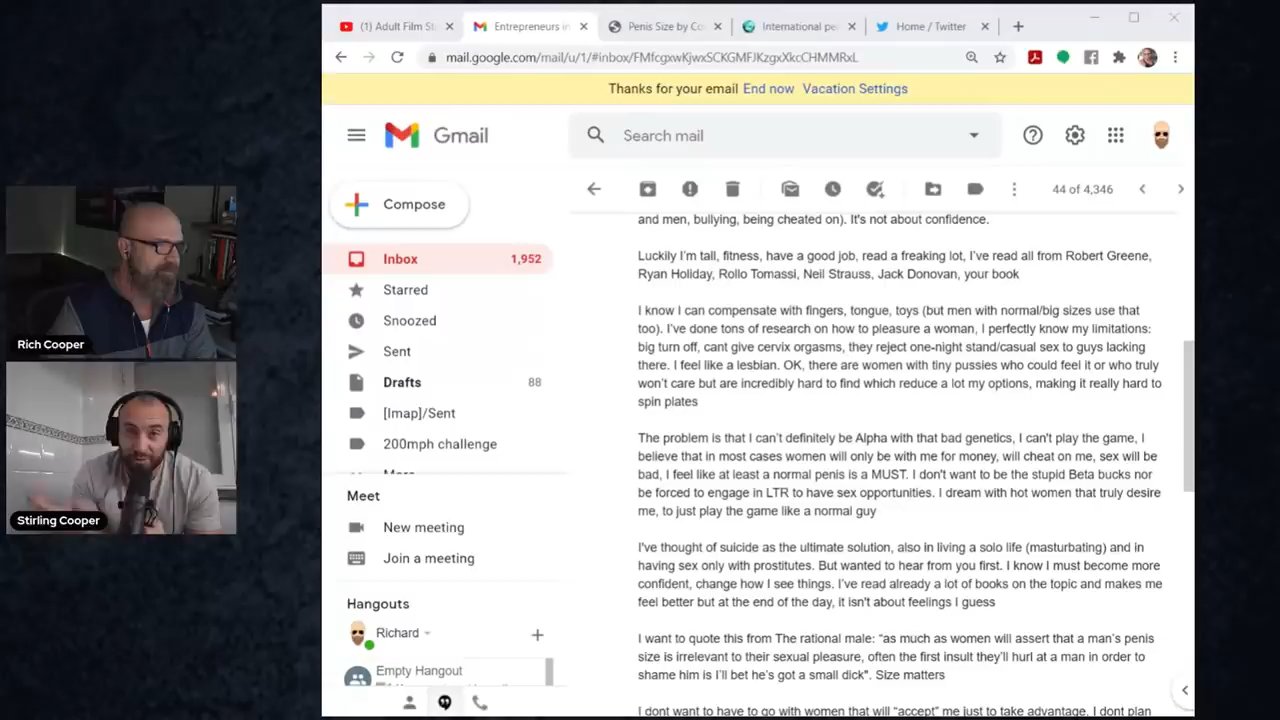 (1) Adult Film St
Entrepreneurs in
Penis Size by Co
International pe
Home / Twitter
mail.google.com/mail/u/1/#inbox/FMfcgxwKjwxSCKGMFJKzgxXkcCHMMRxL
Thanks for your email End now Vacation Settings
Gmail
Search mail
Compose
44 of 4,346
Inbox 1,952
Starred
Snoozed
Sent
Drafts 88
[Imap]/Sent
200mph challenge
Meet
New meeting
Join a meeting
Hangouts
Richard
Empty Hangout
and men, bullying, being cheated on). It's not about confidence.
Luckily I'm tall, fitness, have a good job, read a freaking lot, I've read all from Robert Greene,
Ryan Holiday, Rollo Tomassi, Neil Strauss, Jack Donovan, your book
I know I can compensate with fingers, tongue, toys (but men with normal/big sizes use that
too). I've done tons of research on how to pleasure a woman, I perfectly know my limitations:
big turn off, cant give cervix orgasms, they reject one-night stand/casual sex to guys lacking
there. I feel like a lesbian. OK, there are women with tiny pussies who could feel it or who truly
won't care but are incredibly hard to find which reduce a lot my options, making it really hard to
spin plates
The problem is that I can't definitely be Alpha with that bad genetics, I can't play the game, I
believe that in most cases women will only be with me for money, will cheat on me, sex will be
bad, I feel like at least a normal penis is a MUST. I don't want to be the stupid Beta bucks nor
be forced to engage in LTR to have sex opportunities. I dream with hot women that truly desire
me, to just play the game like a normal guy
I've thought of suicide as the ultimate solution, also in living a solo life (masturbating) and in
having sex only with prostitutes. But wanted to hear from you first. I know I must become more
confident, change how I see things. I've read already a lot of books on the topic and makes me
feel better but at the end of the day, it isn't about feelings I guess
I want to quote this from The rational male: "as much as women will assert that a man's penis
size is irrelevant to their sexual pleasure, often the first insult they'll hurl at a man in order to
shame him is I'll bet he's got a small dick". Size matters
I dont want to have to go with women that will "accept" me just to take advantage. I dont plan
Rich Cooper
Stirling Cooper